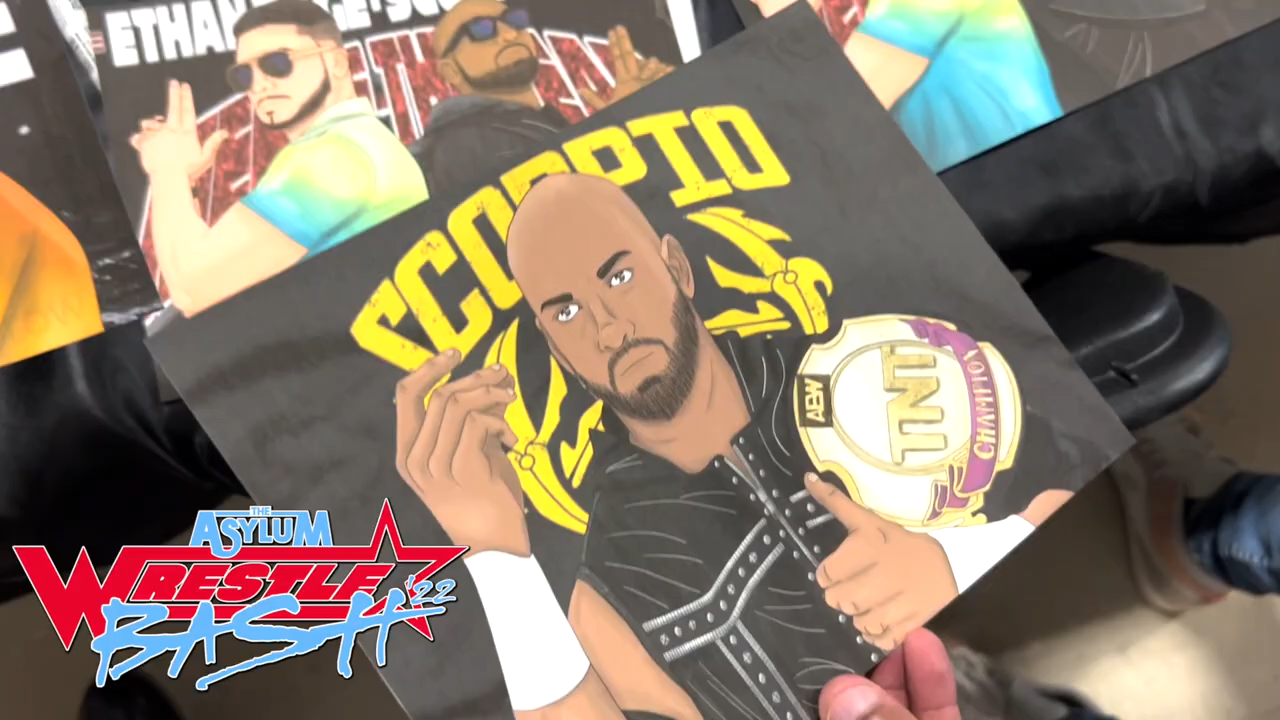 ETHAN
SCORPIO
AEW
TNT
CHAMPION
THE
ASYLUM
WRESTLE
BASH '22